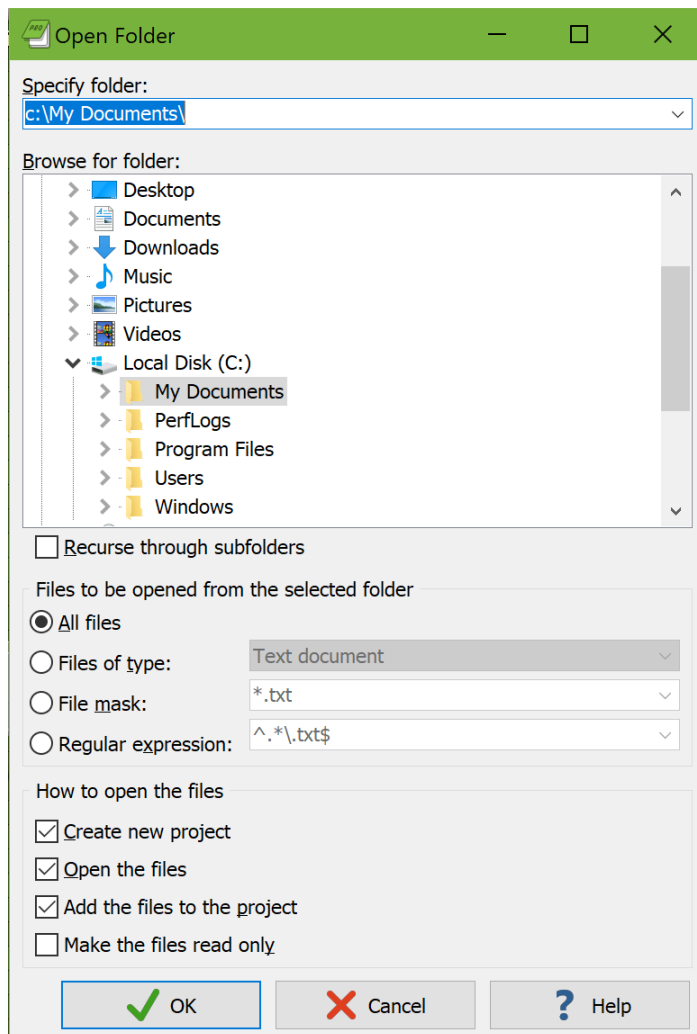 Open Folder
Specify folder:
c:\My Documents\
Browse for folder:
Desktop
Documents
Downloads
Music
Pictures
Videos
Local Disk (C:)
My Documents
PerfLogs
Program Files
Users
Windows
Recurse through subfolders
Files to be opened from the selected folder
All files
Files of type: Text document
File mask: *.txt
Regular expression: ^.*\.txt$
How to open the files
Create new project
Open the files
Add the files to the project
Make the files read only
OK Cancel ? Help